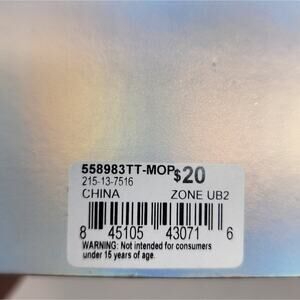 558983TT-MOP $20
215-13-7516
CHINA ZONE UB2
8 45105 43071 6
WARNING: Not intended for consumers
under 15 years of age.